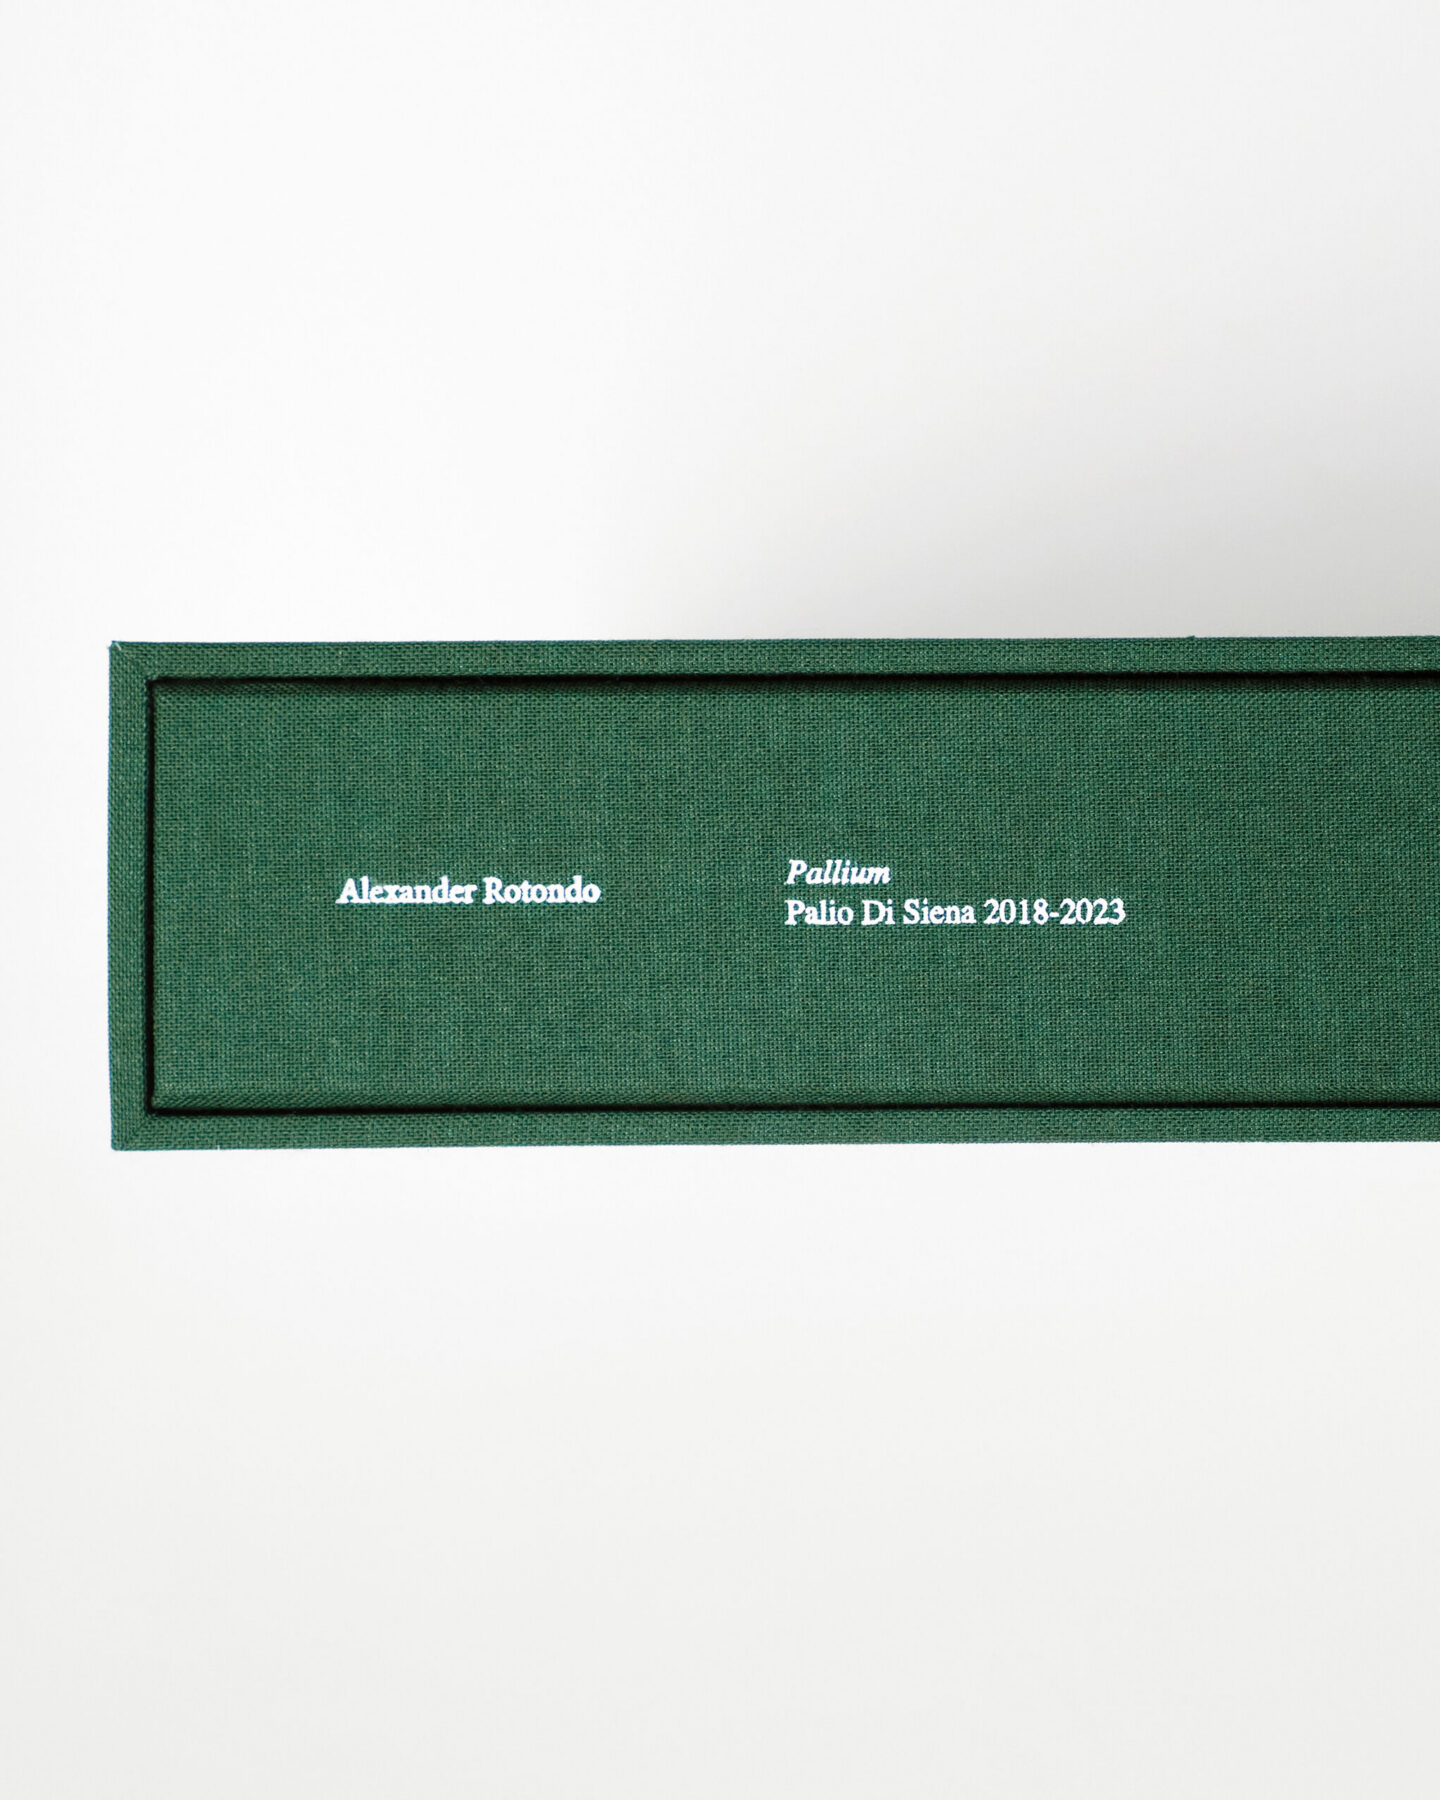 Alexander Rotondo
Pallium
Palio Di Siena 2018-2023